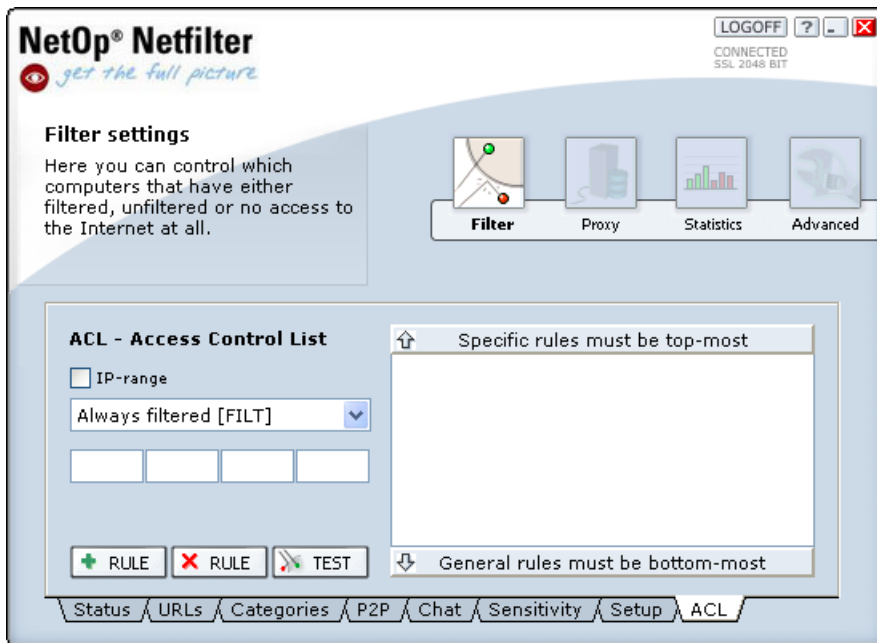 NetOp® Netfilter
get the full picture
LOGOFF ?
CONNECTED
SSL 2048 BIT
Filter settings
Here you can control which
computers that have either
filtered, unfiltered or no access to
the Internet at all.
Filter Proxy Statistics Advanced
ACL - Access Control List
IP-range
Always filtered [FILT]
Specific rules must be top-most
RULE RULE TEST
General rules must be bottom-most
Status URLs Categories P2P Chat Sensitivity Setup ACL